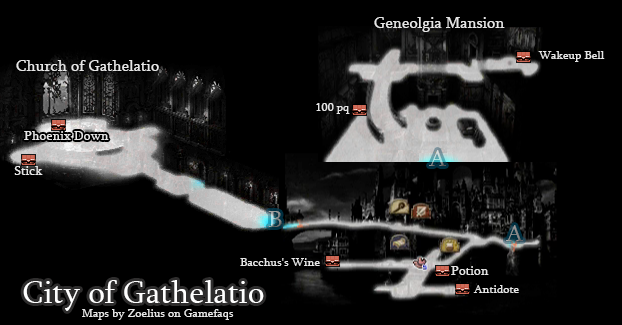 Geneolgia Mansion
Wakeup Bell
100 pq
A
Church of Gathelatio
Phoenix Down
Stick
B
A
Bacchus's Wine
Potion
Antidote
City of Gathelatio
Maps by Zoelius on Gamefaqs